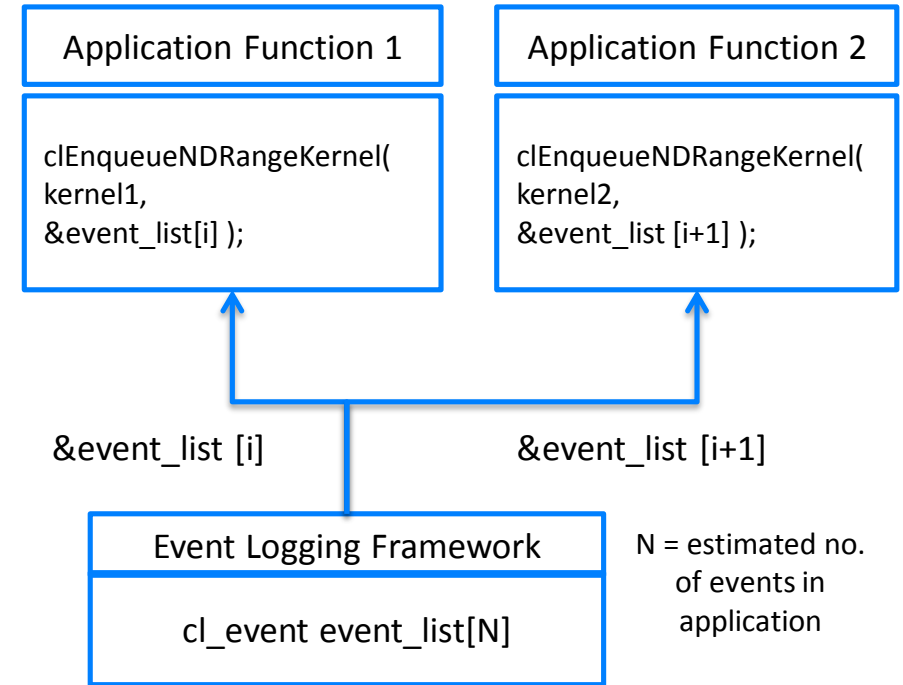 Application Function 1
Application Function 2
clEnqueueNDRangeKernel(
kernel1,
&event_list[i] );
clEnqueueNDRangeKernel(
kernel2,
&event_list [i+1] );
&event_list [i]
&event_list [i+1]
Event Logging Framework
cl_event event_list[N]
N = estimated no.
of events in
application